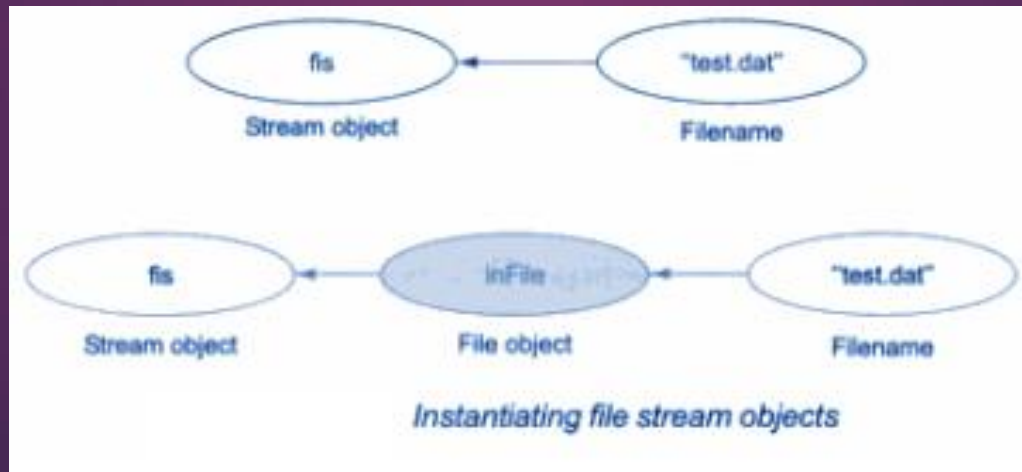 fis "test.dat"
Stream object Filename
fis inFile "test.dat"
Stream object File object Filename
Instantiating file stream objects